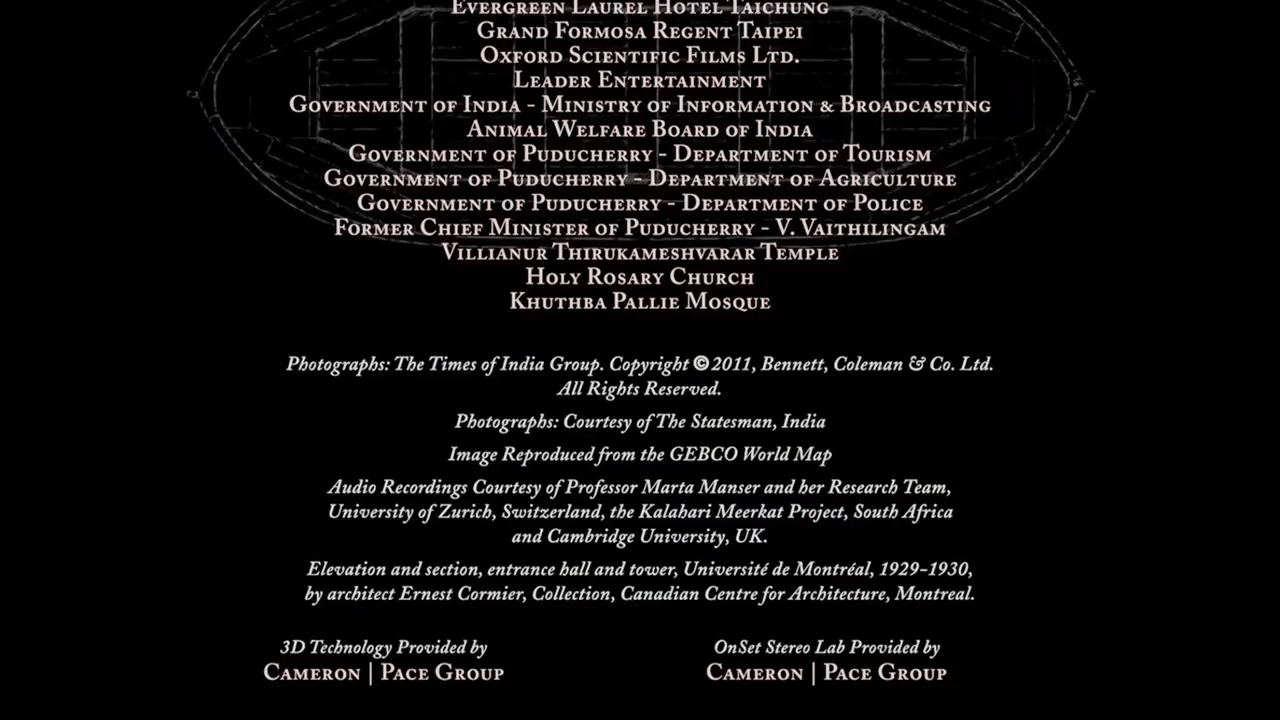 Evergreen Laurel Hotel Taichung
Grand Formosa Regent Taipei
Oxford Scientific Films Ltd.
Leader Entertainment
Government of India - Ministry of Information & Broadcasting
Animal Welfare Board of India
Government of Puducherry - Department of Tourism
Government of Puducherry - Department of Agriculture
Government of Puducherry - Department of Police
Former Chief Minister of Puducherry - V. Vaithilingam
Villianur Thirukameshvarar Temple
Holy Rosary Church
Khuthba Pallie Mosque
Photographs: The Times of India Group. Copyright ©2011, Bennett, Coleman & Co. Ltd.
All Rights Reserved.
Photographs: Courtesy of The Statesman, India
Image Reproduced from the GEBCO World Map
Audio Recordings Courtesy of Professor Marta Manser and her Research Team,
University of Zurich, Switzerland, the Kalahari Meerkat Project, South Africa
and Cambridge University, UK.
Elevation and section, entrance hall and tower, Université de Montréal, 1929-1930,
by architect Ernest Cormier, Collection, Canadian Centre for Architecture, Montreal.
3D Technology Provided by
Cameron | Pace Group
OnSet Stereo Lab Provided by
Cameron | Pace Group